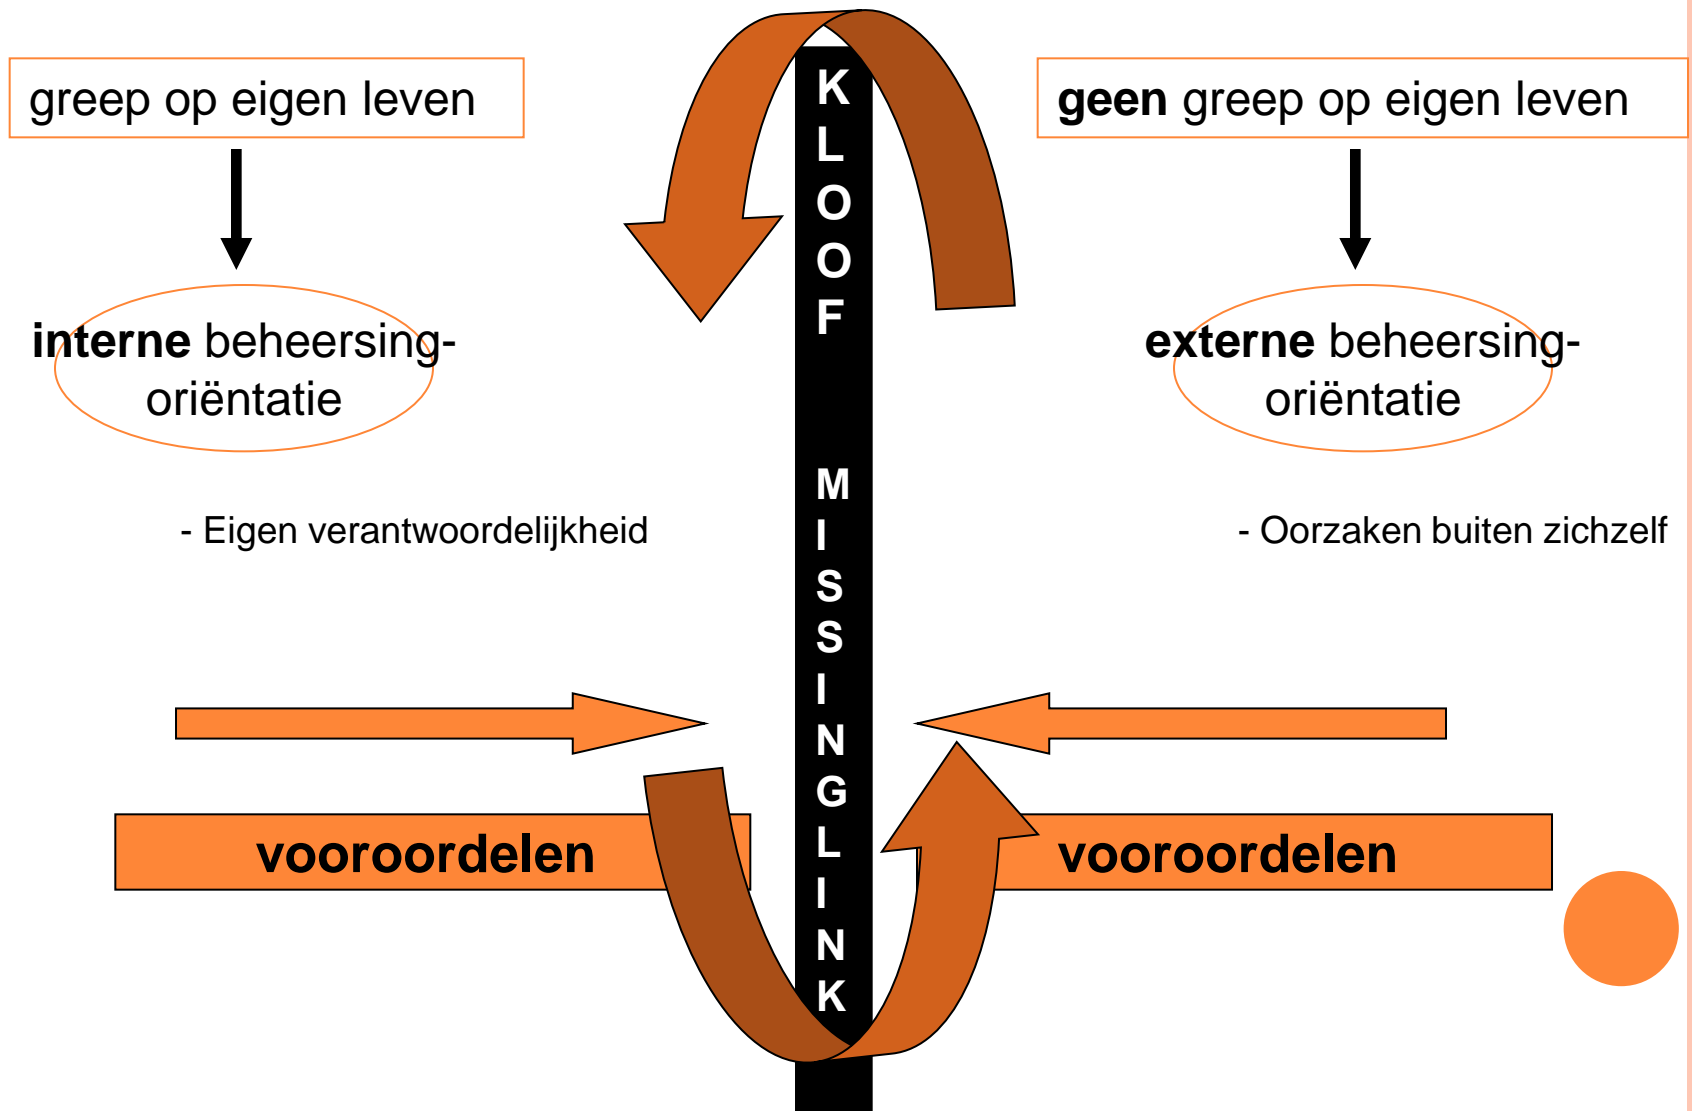 greep op eigen leven
interne beheersing-
oriëntatie
- Eigen verantwoordelijkheid
vooroordelen
K
L
O
O
F
M
I
S
S
I
N
G
L
I
N
K
geen greep op eigen leven
externe beheersing-
oriëntatie
- Oorzaken buiten zichzelf
vooroordelen